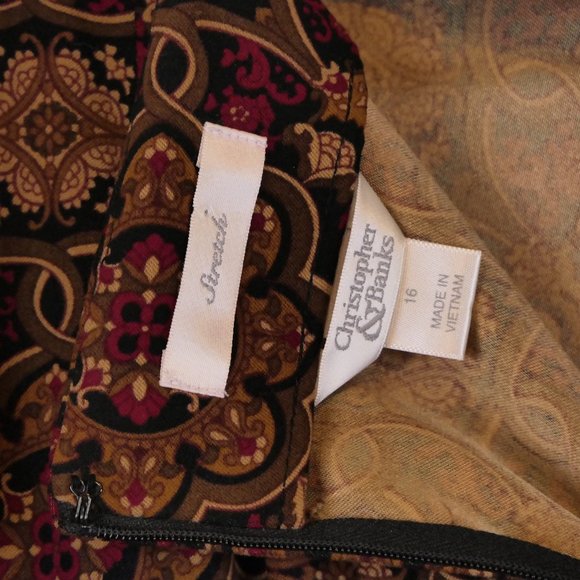 Stretch
Christopher
& Banks
16
MADE IN
VIETNAM